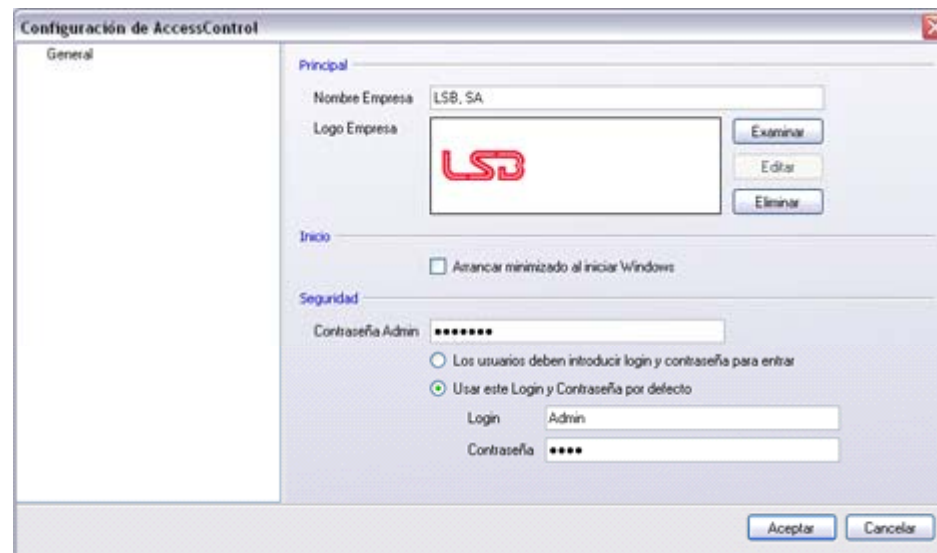 Configuración de AccessControl
General
Principal
Nombre Empresa LSB, SA
Logo Empresa
LSB
Examinar
Editar
Eliminar
Inicio
Arrancar minimizado al iniciar Windows
Seguridad
Contraseña Admin •••••••
Los usuarios deben introducir login y contraseña para entrar
Usar este Login y Contraseña por defecto
Login Admin
Contraseña ••••
Aceptar Cancelar